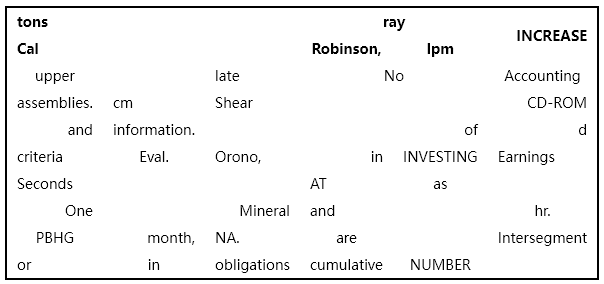 tons ray
INCREASE
Cal Robinson, lpm
upper late No Accounting
assemblies. cm Shear CD-ROM
and information. of d
criteria Eval. Orono, in INVESTING Earnings
Seconds AT as
One Mineral and hr.
PBHG month, NA. are Intersegment
or in obligations cumulative NUMBER